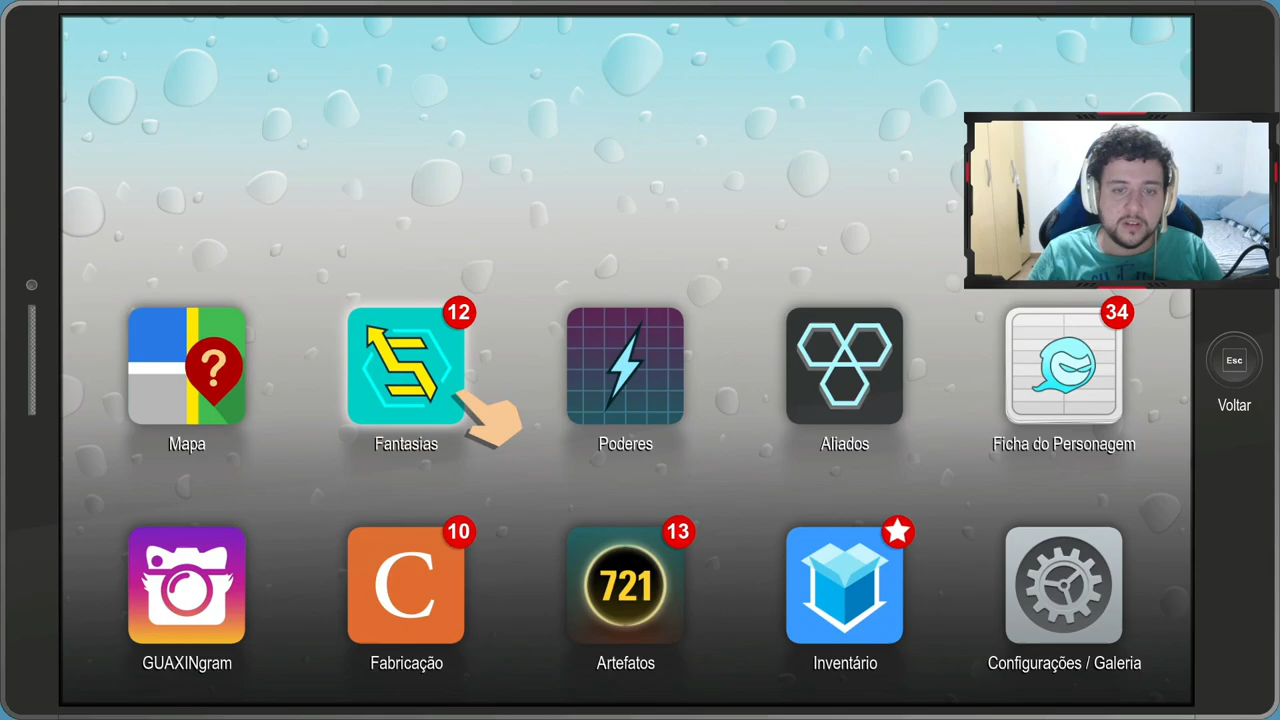 12
34
?
Esc
Voltar
Mapa
Fantasias
Poderes
Aliados
Ficha do Personagem
10
13
C
721
GUAXINgram
Fabricação
Artefatos
Inventário
Configurações / Galeria